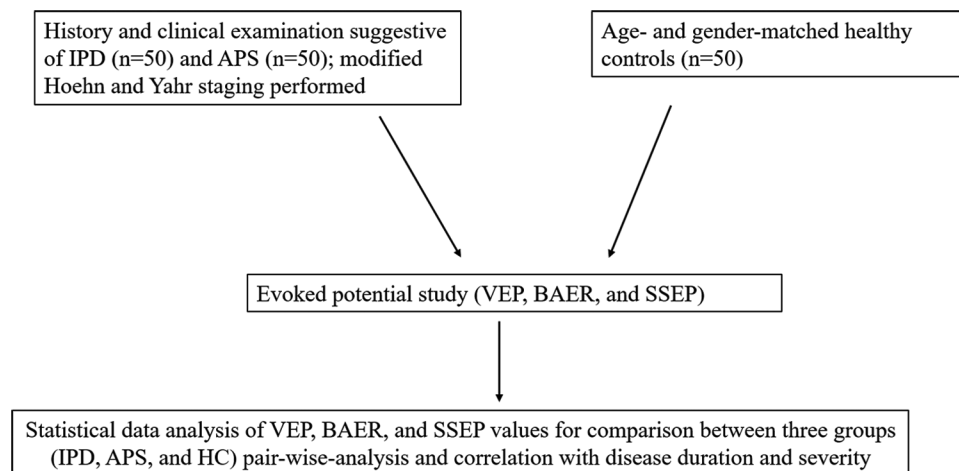 History and clinical examination suggestive
of IPD (n=50) and APS (n=50); modified
Hoehn and Yahr staging performed
Age- and gender-matched healthy
controls (n=50)
Evoked potential study (VEP, BAER, and SSEP)
Statistical data analysis of VEP, BAER, and SSEP values for comparison between three groups
(IPD, APS, and HC) pair-wise-analysis and correlation with disease duration and severity